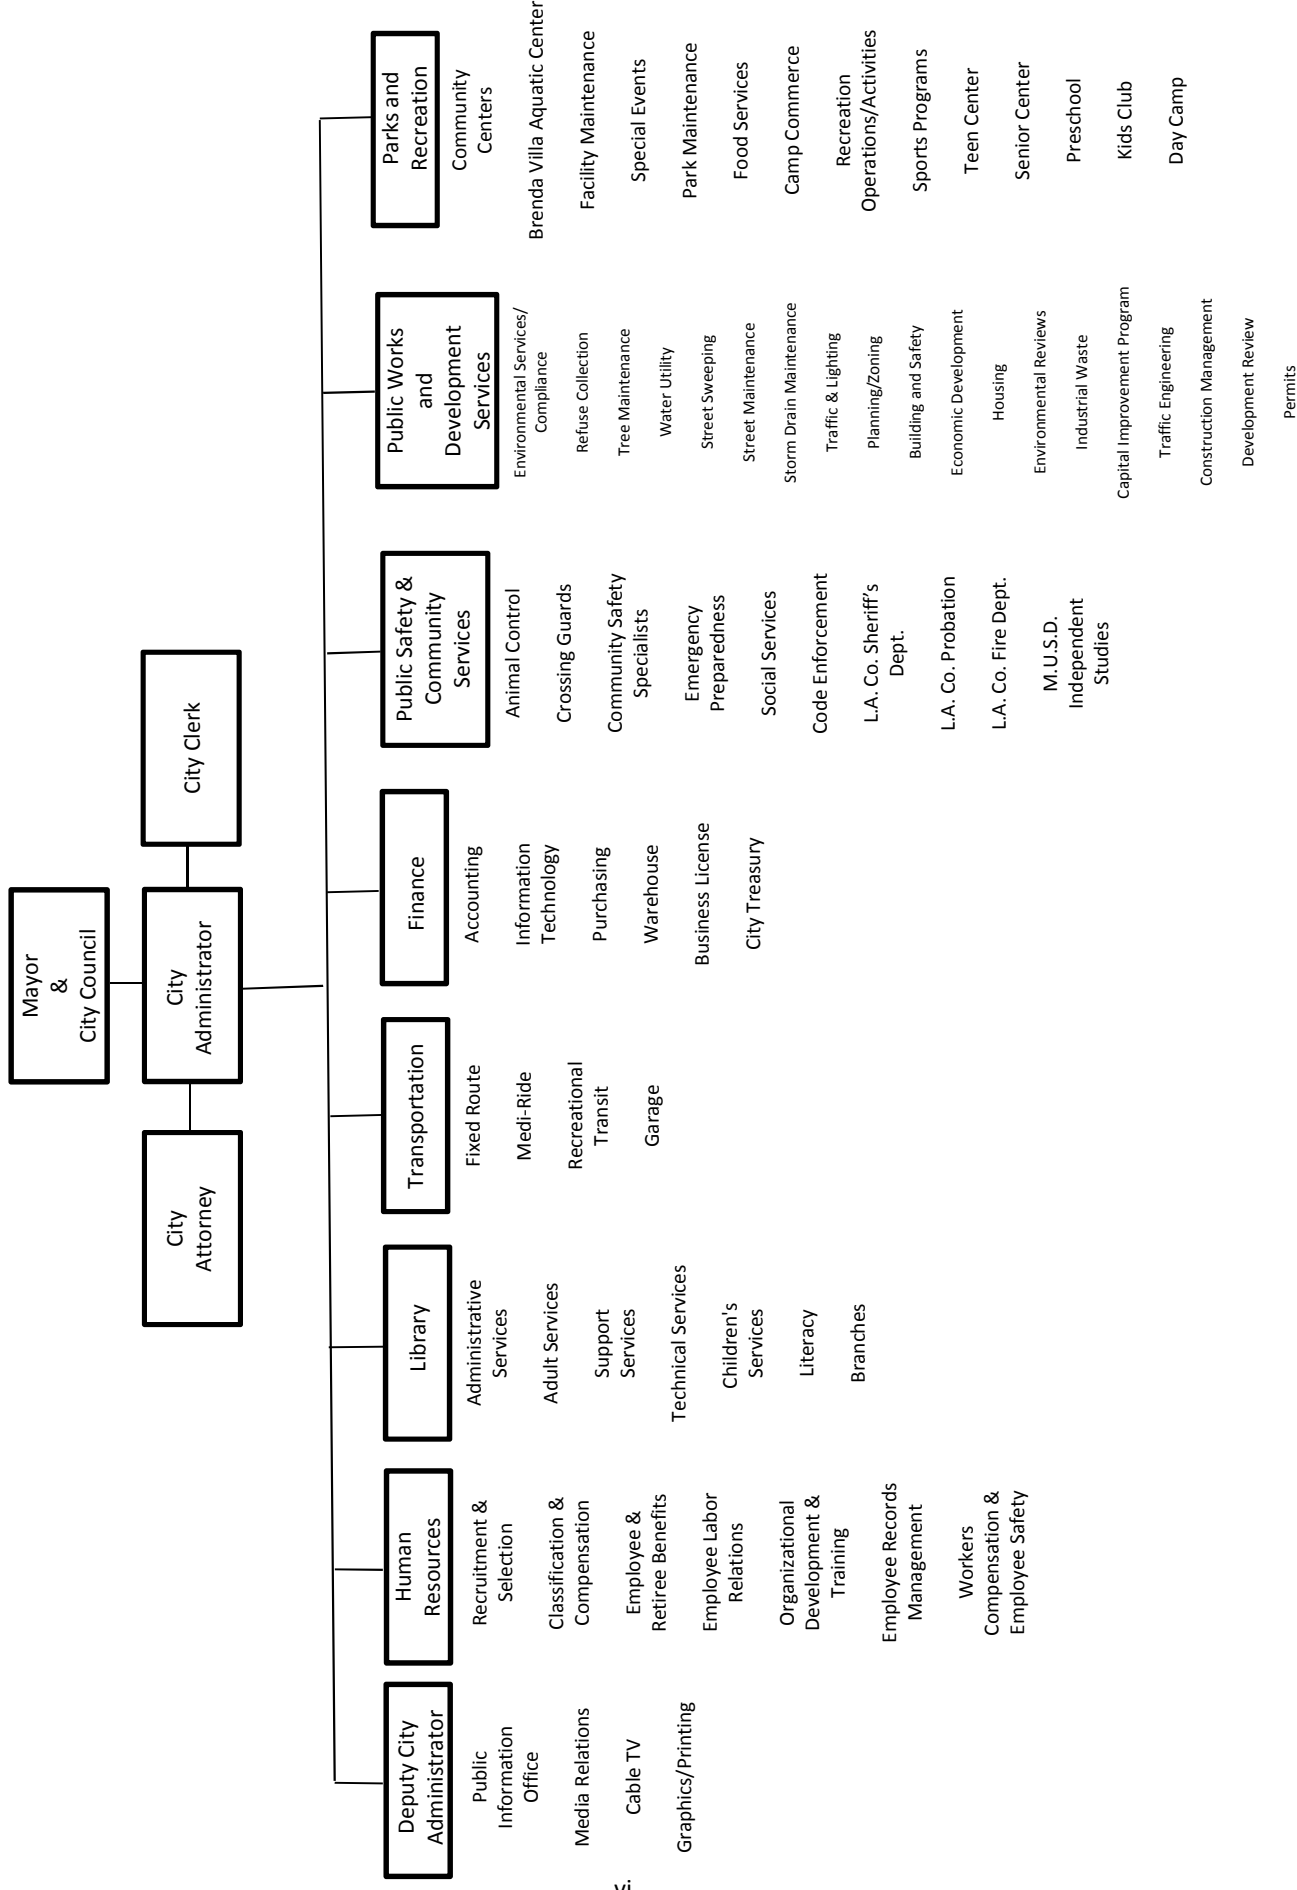 Mayor
&
City Council
City
Attorney
City
Administrator
City Clerk
Deputy City
Administrator
Public
Information
Office
Media Relations
Cable TV
Graphics/Printing
Human
Resources
Recruitment &
Selection
Classification &
Compensation
Employee &
Retiree Benefits
Employee Labor
Relations
Organizational
Development &
Training
Employee Records
Management
Workers
Compensation &
Employee Safety
Library
Administrative
Services
Adult Services
Support
Services
Technical Services
Children's
Services
Literacy
Branches
Transportation
Fixed Route
Medi-Ride
Recreational
Transit
Garage
Finance
Accounting
Information
Technology
Purchasing
Warehouse
Business License
City Treasury
Public Safety &
Community
Services
Animal Control
Crossing Guards
Community Safety
Specialists
Emergency
Preparedness
Social Services
Code Enforcement
L.A. Co. Sheriff’s
Dept.
L.A. Co. Probation
L.A. Co. Fire Dept.
M.U.S.D.
Independent
Studies
Public Works
and
Development
Services
Environmental Services/
Compliance
Refuse Collection
Tree Maintenance
Water Utility
Street Sweeping
Street Maintenance
Storm Drain Maintenance
Traffic & Lighting
Planning/Zoning
Building and Safety
Economic Development
Housing
Environmental Reviews
Industrial Waste
Capital Improvement Program
Traffic Engineering
Construction Management
Development Review
Permits
Parks and
Recreation
Community
Centers
Brenda Villa Aquatic Center
Facility Maintenance
Special Events
Park Maintenance
Food Services
Camp Commerce
Recreation
Operations/Activities
Sports Programs
Teen Center
Senior Center
Preschool
Kids Club
Day Camp
vi